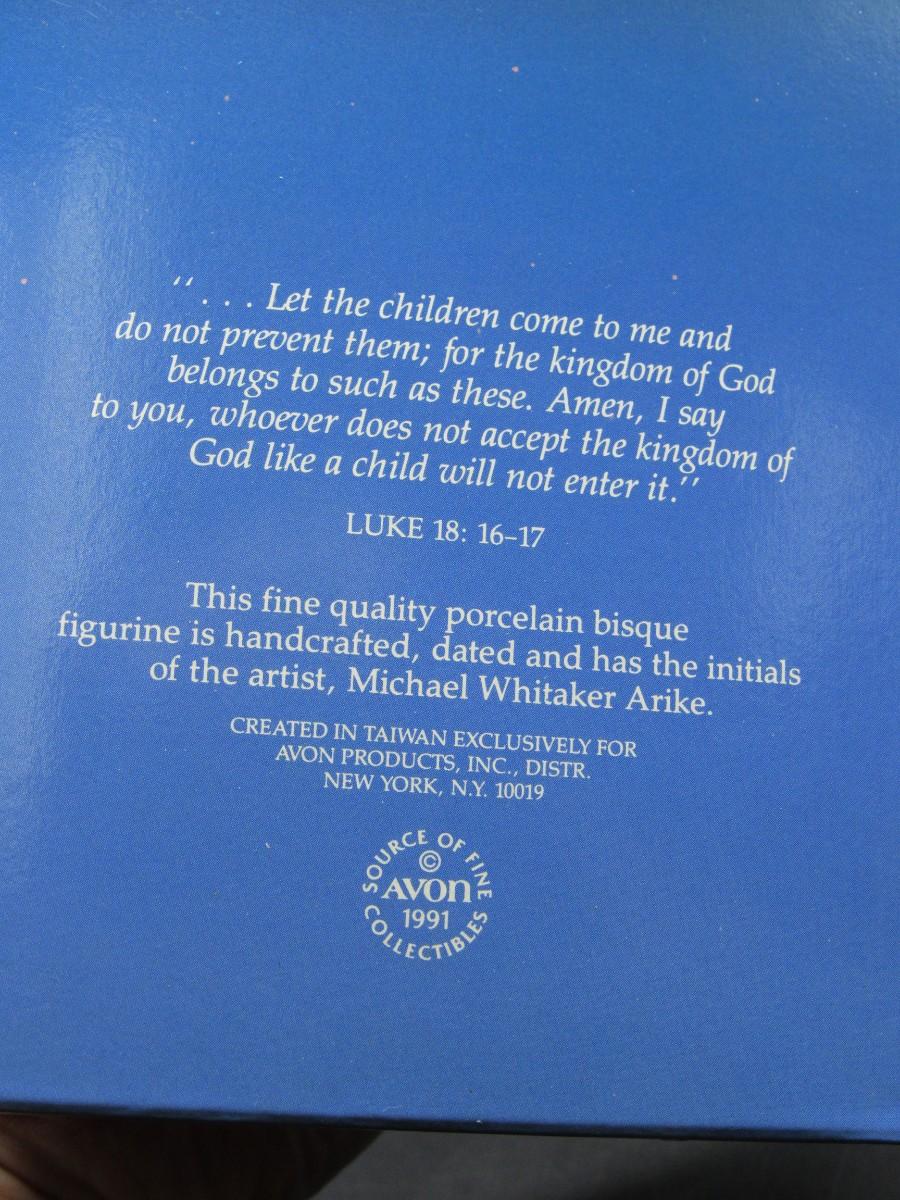 “. . . Let the children come to me and
do not prevent them; for the kingdom of God
belongs to such as these. Amen, I say
to you, whoever does not accept the kingdom of
God like a child will not enter it.”
LUKE 18: 16–17
This fine quality porcelain bisque
figurine is handcrafted, dated and has the initials
of the artist, Michael Whitaker Arike.
CREATED IN TAIWAN EXCLUSIVELY FOR
AVON PRODUCTS, INC., DISTR.
NEW YORK, N.Y. 10019
SOURCE OF FINE
©
AVON
1991
COLLECTIBLES